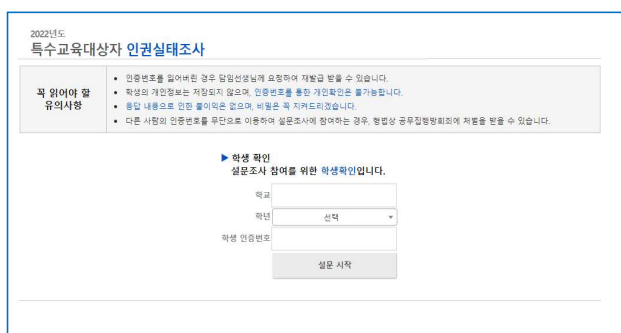 2022년도
특수교육대상자 인권실태조사
꼭 읽어야 할
유의사항
• 인증번호를 잃어버린 경우 담임선생님께 요청하여 재발급 받을 수 있습니다.
• 학생의 개인정보는 저장되지 않으며, 인증번호를 통한 개인확인은 불가능합니다.
• 응답 내용으로 인한 불이익은 없으며, 비밀은 꼭 지켜드리겠습니다.
• 다른 사람의 인증번호를 무단으로 이용하여 설문조사에 참여하는 경우, 형법상 공무집행방회죄에 처벌을 받을 수 있습니다.
▶ 학생 확인
설문조사 참여를 위한 학생확인입니다.
학교
학년 선택
학생 인증번호
설문 시작